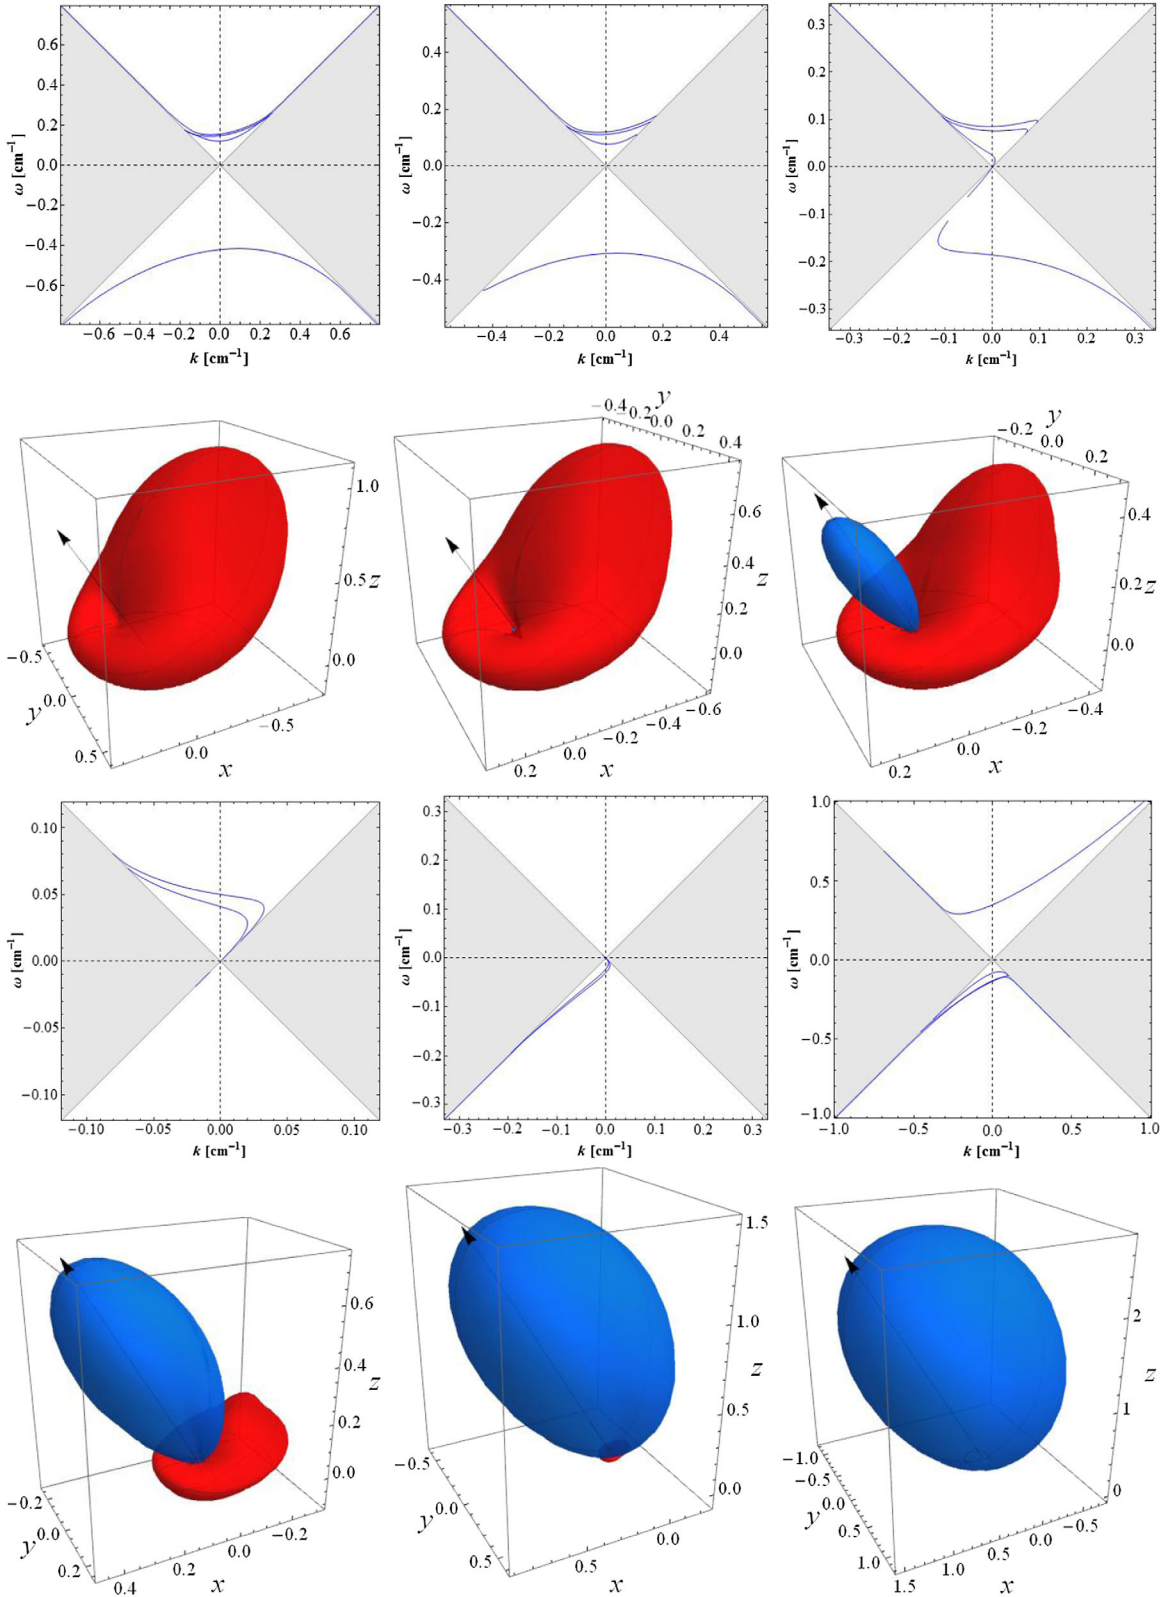 0.6
0.4
0.2
0.0
−0.2
−0.4
−0.6
ω [cm⁻¹]
−0.6 −0.4 −0.2 0.0 0.2 0.4 0.6
k [cm⁻¹]
0.4
0.2
0.0
−0.2
−0.4
ω [cm⁻¹]
−0.4 −0.2 0.0 0.2 0.4
k [cm⁻¹]
0.3
0.2
0.1
0.0
−0.1
−0.2
−0.3
ω [cm⁻¹]
−0.3 −0.2 −0.1 0.0 0.1 0.2 0.3
k [cm⁻¹]
1.0
0.5
0.0
z
−0.5
0.0
0.5
y
0.0 −0.5
x
−0.4 −0.2 0.0 0.2 0.4
y
0.6
0.4
0.2
0.0
z
0.2 0.0 −0.2 −0.4 −0.6
x
−0.2 0.0 0.2
y
0.4
0.2
0.0
z
0.2 0.0 −0.2 −0.4
x
0.10
0.05
0.00
−0.05
−0.10
ω [cm⁻¹]
−0.10 −0.05 0.00 0.05 0.10
k [cm⁻¹]
0.3
0.2
0.1
0.0
−0.1
−0.2
−0.3
ω [cm⁻¹]
−0.3 −0.2 −0.1 0.0 0.1 0.2 0.3
k [cm⁻¹]
1.0
0.5
0.0
−0.5
−1.0
ω [cm⁻¹]
−1.0 −0.5 0.0 0.5 1.0
k [cm⁻¹]
0.6
0.4
0.2
0.0
z
−0.2
0.0
0.2
y
0.4 0.2 0.0 −0.2
x
1.5
1.0
0.5
0.0
z
−0.5
0.0
0.5
y
0.5 0.0
x
2
1
0
z
−1.0
−0.5
0.0
0.5
1.0
y
1.5 1.0 0.5 0.0 −0.5
x